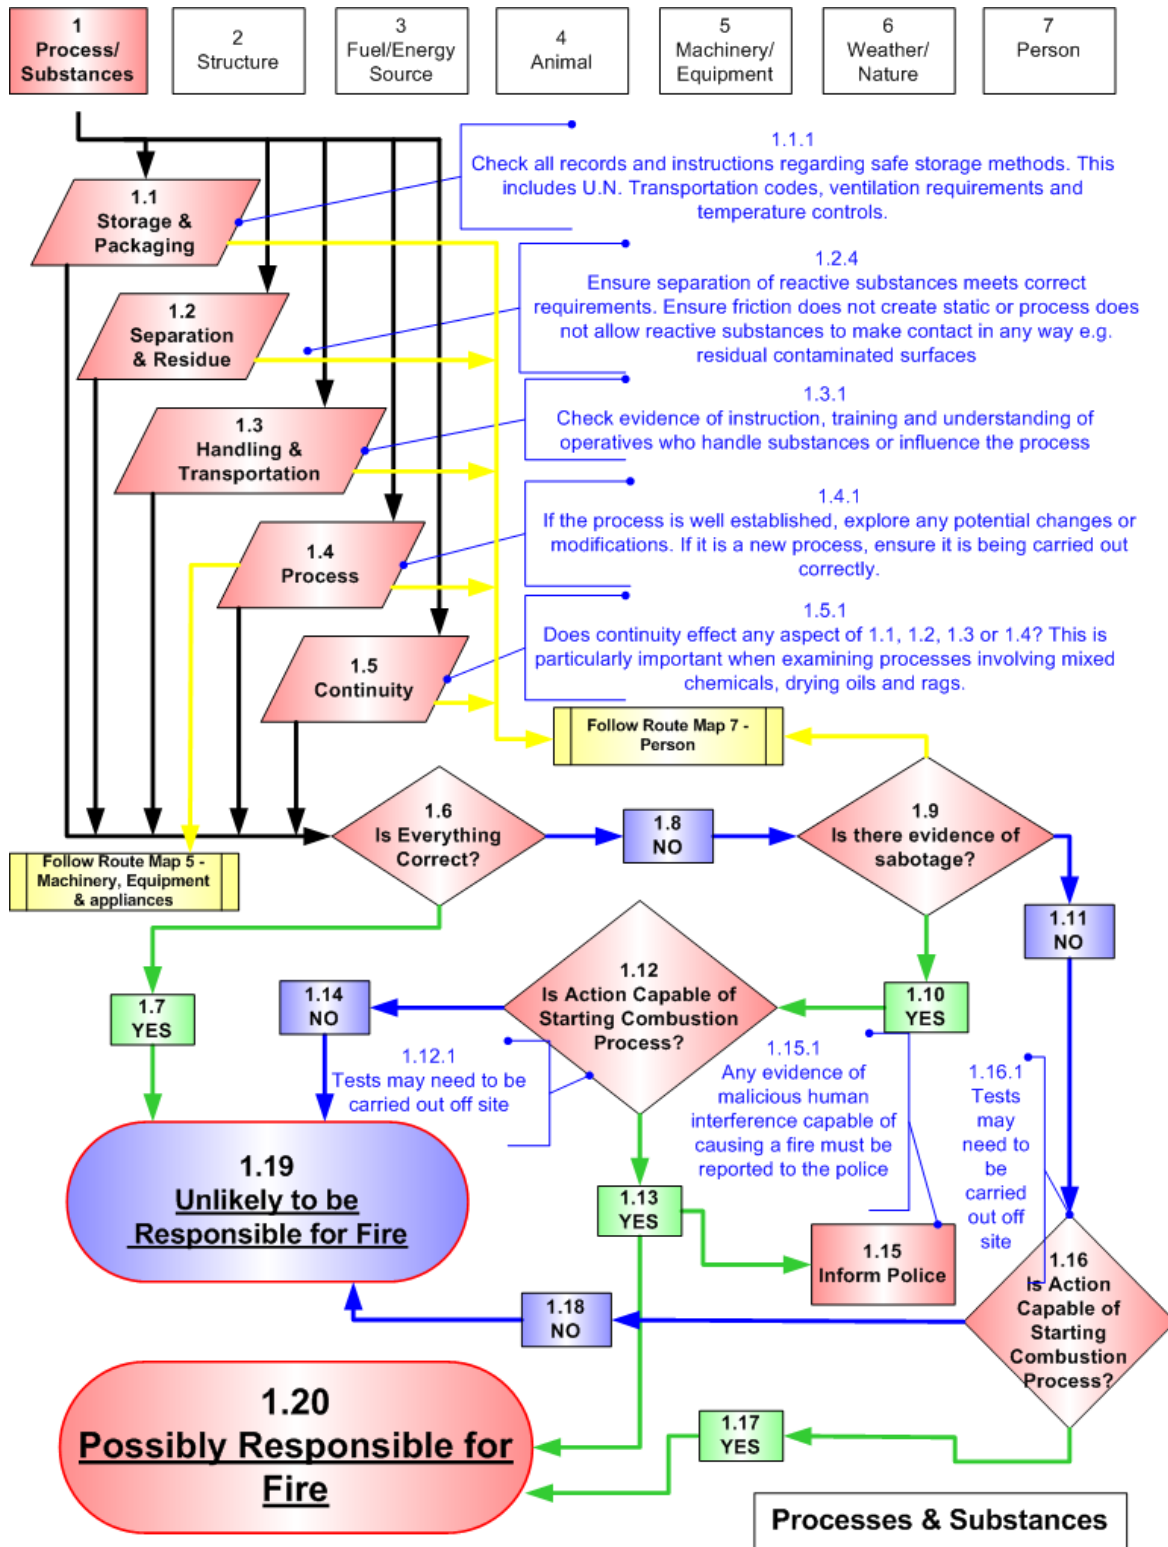 1
Process/
Substances
2
Structure
3
Fuel/Energy
Source
4
Animal
5
Machinery/
Equipment
6
Weather/
Nature
7
Person
1.1
Storage &
Packaging
1.1.1
Check all records and instructions regarding safe storage methods. This
includes U.N. Transportation codes, ventilation requirements and
temperature controls.
1.2
Separation
& Residue
1.2.4
Ensure separation of reactive substances meets correct
requirements. Ensure friction does not create static or process does
not allow reactive substances to make contact in any way e.g.
residual contaminated surfaces
1.3
Handling &
Transportation
1.3.1
Check evidence of instruction, training and understanding of
operatives who handle substances or influence the process
1.4
Process
1.4.1
If the process is well established, explore any potential changes or
modifications. If it is a new process, ensure it is being carried out
correctly.
1.5
Continuity
1.5.1
Does continuity effect any aspect of 1.1, 1.2, 1.3 or 1.4? This is
particularly important when examining processes involving mixed
chemicals, drying oils and rags.
Follow Route Map 7 -
Person
1.6
Is Everything
Correct?
1.8
NO
1.9
Is there evidence of
sabotage?
Follow Route Map 5 -
Machinery, Equipment
& appliances
1.11
NO
1.7
YES
1.14
NO
1.12
Is Action Capable of
Starting Combustion
Process?
1.10
YES
1.12.1
Tests may need to be
carried out off site
1.15.1
Any evidence of
malicious human
interference capable of
causing a fire must be
reported to the police
1.16.1
Tests
may
need to
be
carried
out off
site
1.19
Unlikely to be
Responsible for Fire
1.13
YES
1.15
Inform Police
1.16
Is Action
Capable of
Starting
Combustion
Process?
1.18
NO
1.20
Possibly Responsible for
Fire
1.17
YES
Processes & Substances